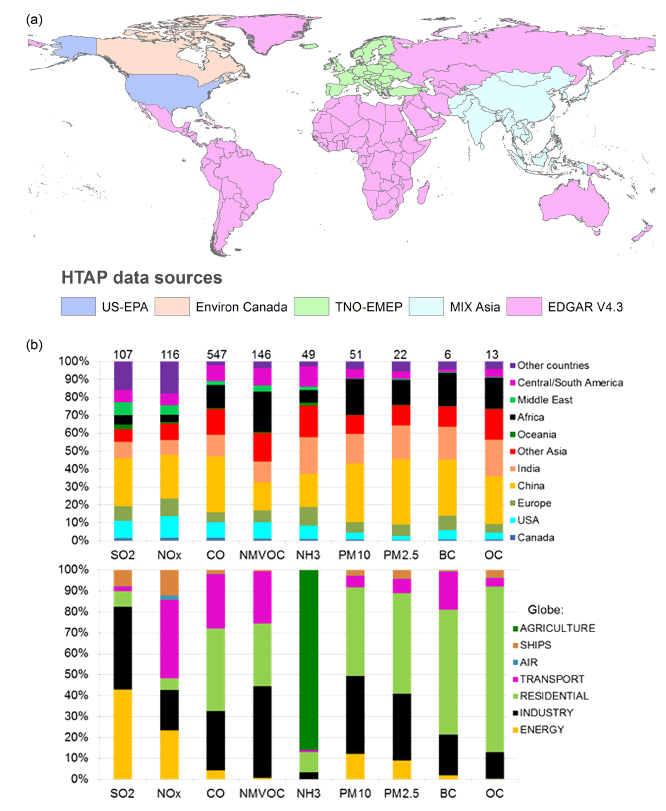 (a)
HTAP data sources
US-EPA Environ Canada TNO-EMEP MIX Asia EDGAR V4.3
(b)
107 116 547 146 49 51 22 6 13
100%
90%
80%
70%
60%
50%
40%
30%
20%
10%
0%
SO2 NOx CO NMVOC NH3 PM10 PM2.5 BC OC
Other countries
Central/South America
Middle East
Africa
Oceania
Other Asia
India
China
Europe
USA
Canada
100%
90%
80%
70%
60%
50%
40%
30%
20%
10%
0%
SO2 NOx CO NMVOC NH3 PM10 PM2.5 BC OC
Globe:
AGRICULTURE
SHIPS
AIR
TRANSPORT
RESIDENTIAL
INDUSTRY
ENERGY